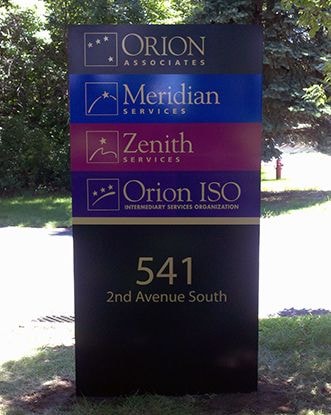 ORION
ASSOCIATES
Meridian
SERVICES
Zenith
SERVICES
Orion ISO
INTERMEDIARY SERVICES ORGANIZATION
541
2nd Avenue South